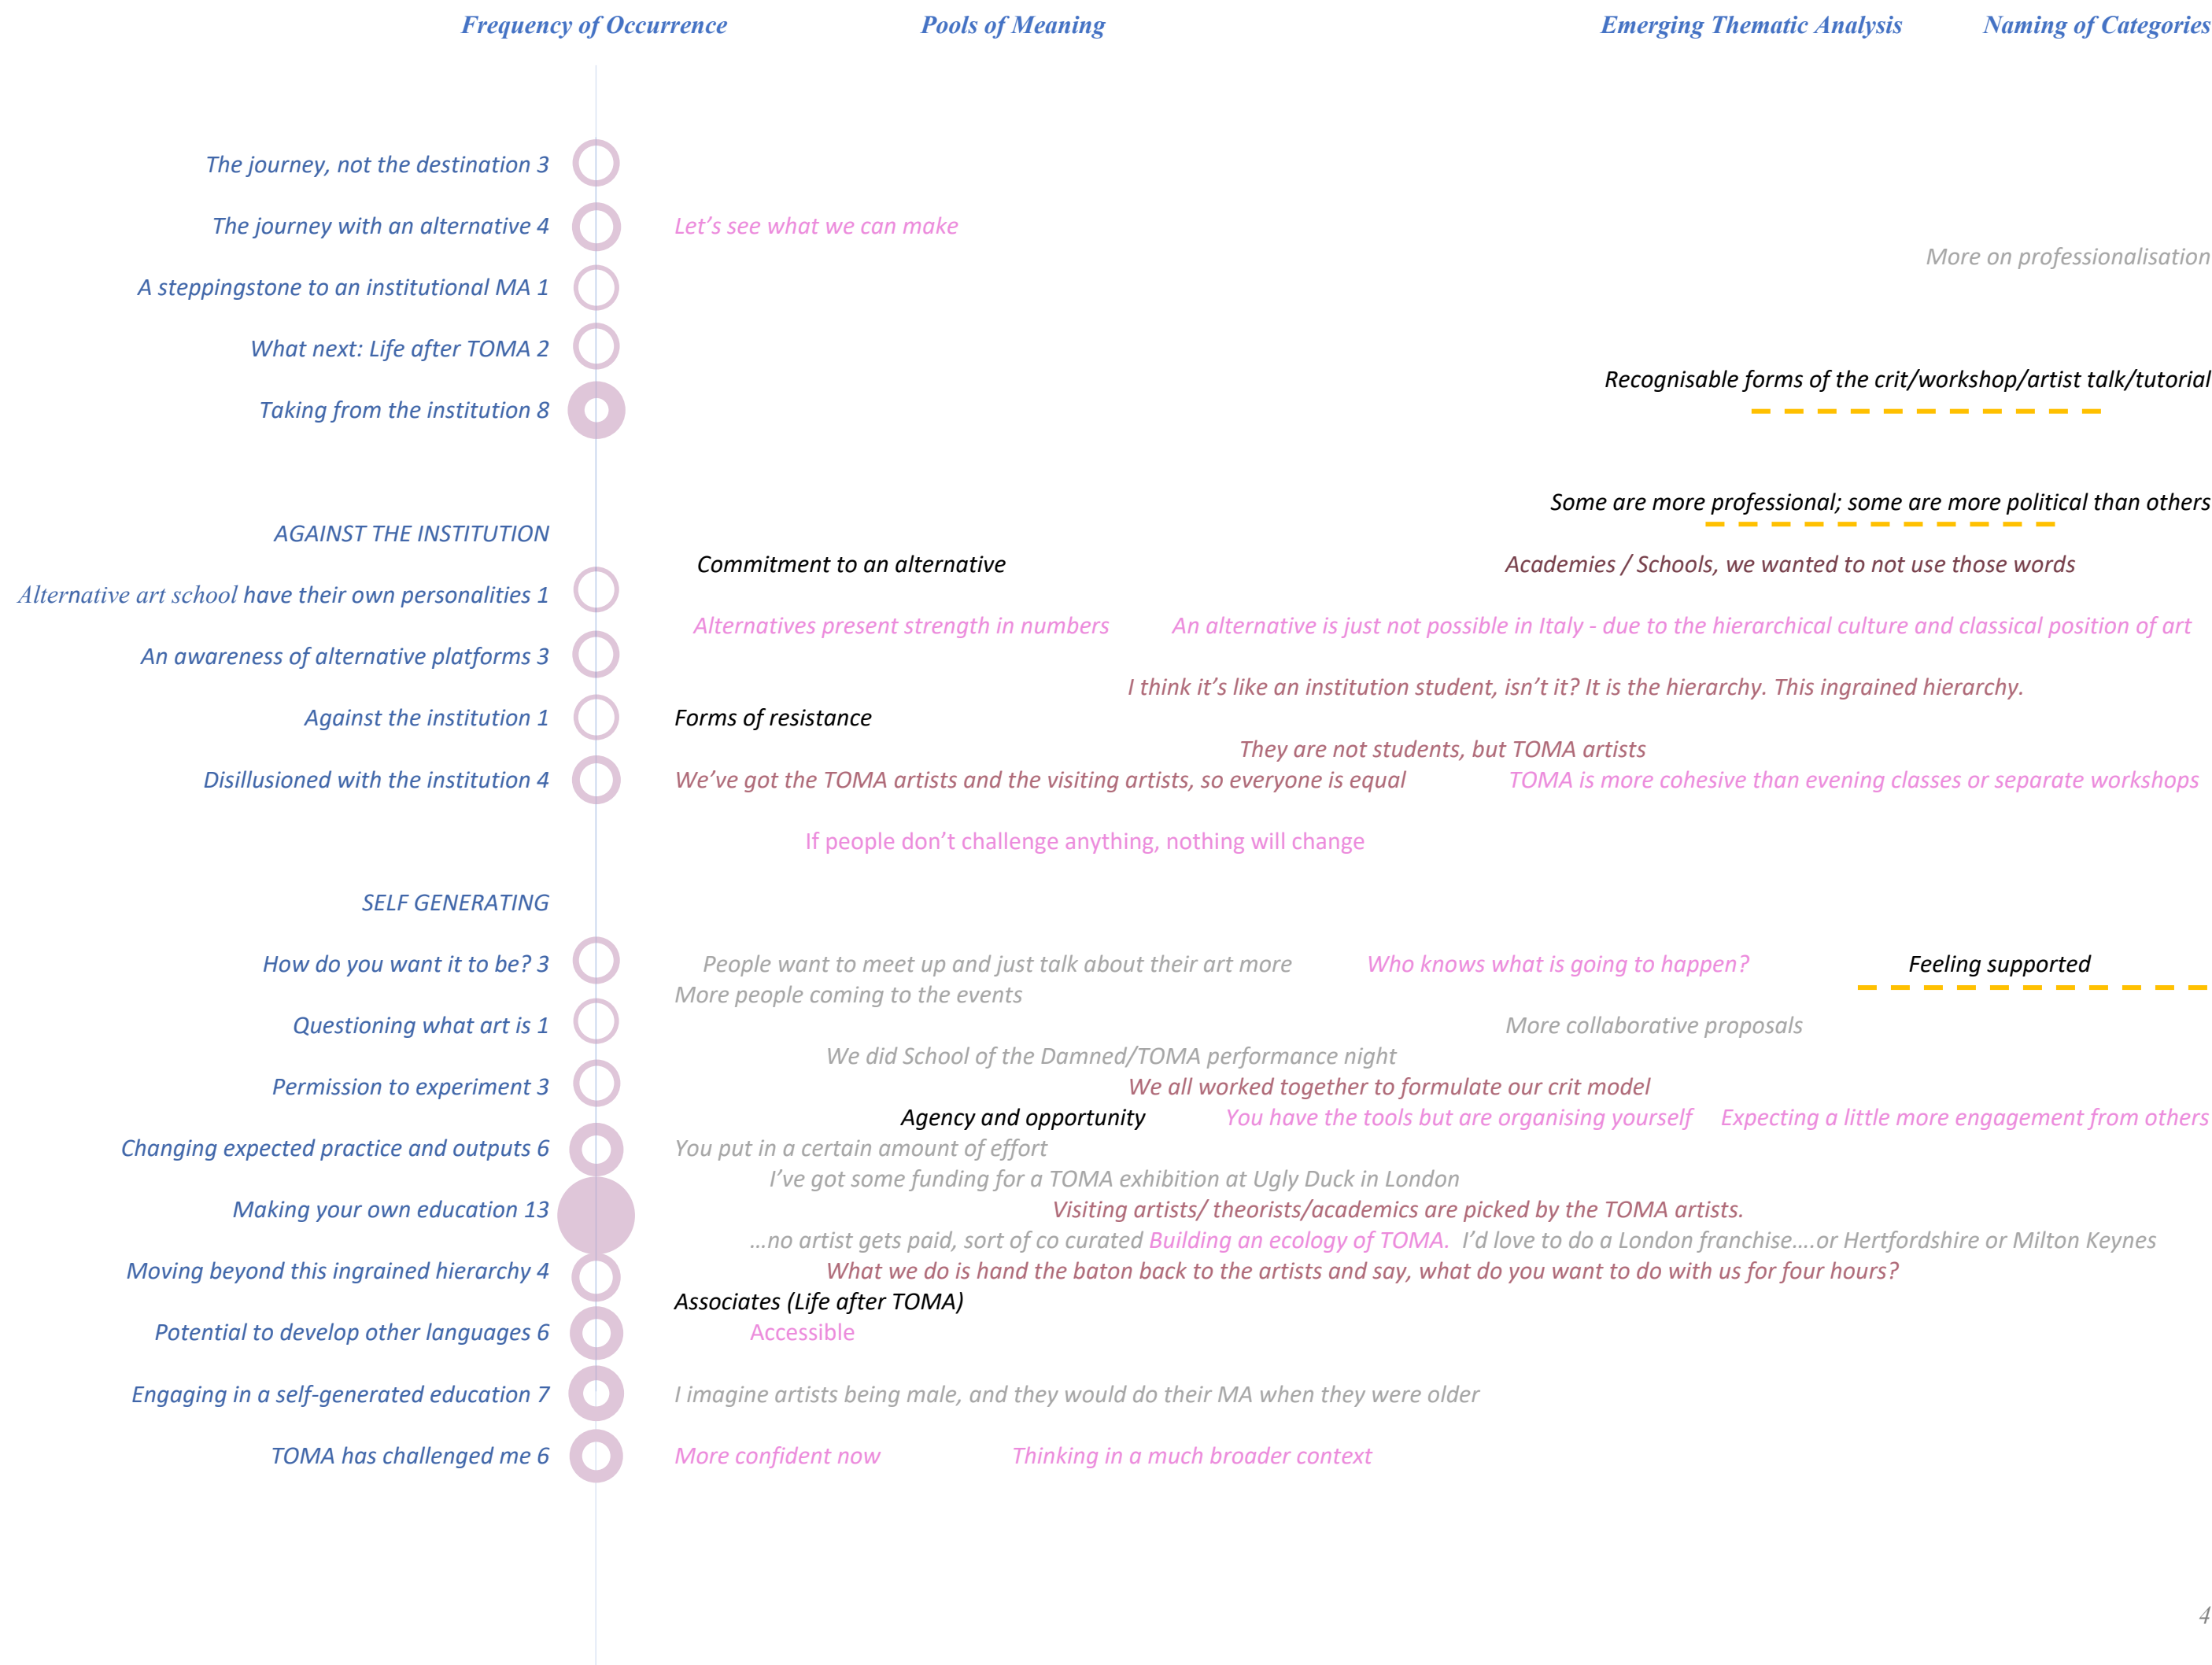 Frequency of Occurrence Pools of Meaning Emerging Thematic Analysis Naming of Categories
The journey, not the destination 3
The journey with an alternative 4 Let’s see what we can make
More on professionalisation
A steppingstone to an institutional MA 1
What next: Life after TOMA 2
Recognisable forms of the crit/workshop/artist talk/tutorial
Taking from the institution 8
Some are more professional; some are more political than others
AGAINST THE INSTITUTION
Commitment to an alternative Academies / Schools, we wanted to not use those words
Alternative art school have their own personalities 1
Alternatives present strength in numbers An alternative is just not possible in Italy - due to the hierarchical culture and classical position of art
An awareness of alternative platforms 3
I think it’s like an institution student, isn’t it? It is the hierarchy. This ingrained hierarchy.
Against the institution 1 Forms of resistance
They are not students, but TOMA artists
Disillusioned with the institution 4 We’ve got the TOMA artists and the visiting artists, so everyone is equal TOMA is more cohesive than evening classes or separate workshops
If people don’t challenge anything, nothing will change
SELF GENERATING
How do you want it to be? 3 People want to meet up and just talk about their art more Who knows what is going to happen? Feeling supported
More people coming to the events
Questioning what art is 1 More collaborative proposals
We did School of the Damned/TOMA performance night
Permission to experiment 3 We all worked together to formulate our crit model
Agency and opportunity You have the tools but are organising yourself Expecting a little more engagement from others
Changing expected practice and outputs 6 You put in a certain amount of effort
I’ve got some funding for a TOMA exhibition at Ugly Duck in London
Making your own education 13 Visiting artists/ theorists/academics are picked by the TOMA artists.
…no artist gets paid, sort of co curated Building an ecology of TOMA. I’d love to do a London franchise….or Hertfordshire or Milton Keynes
Moving beyond this ingrained hierarchy 4 What we do is hand the baton back to the artists and say, what do you want to do with us for four hours?
Associates (Life after TOMA)
Potential to develop other languages 6 Accessible
Engaging in a self-generated education 7 I imagine artists being male, and they would do their MA when they were older
TOMA has challenged me 6 More confident now Thinking in a much broader context
4